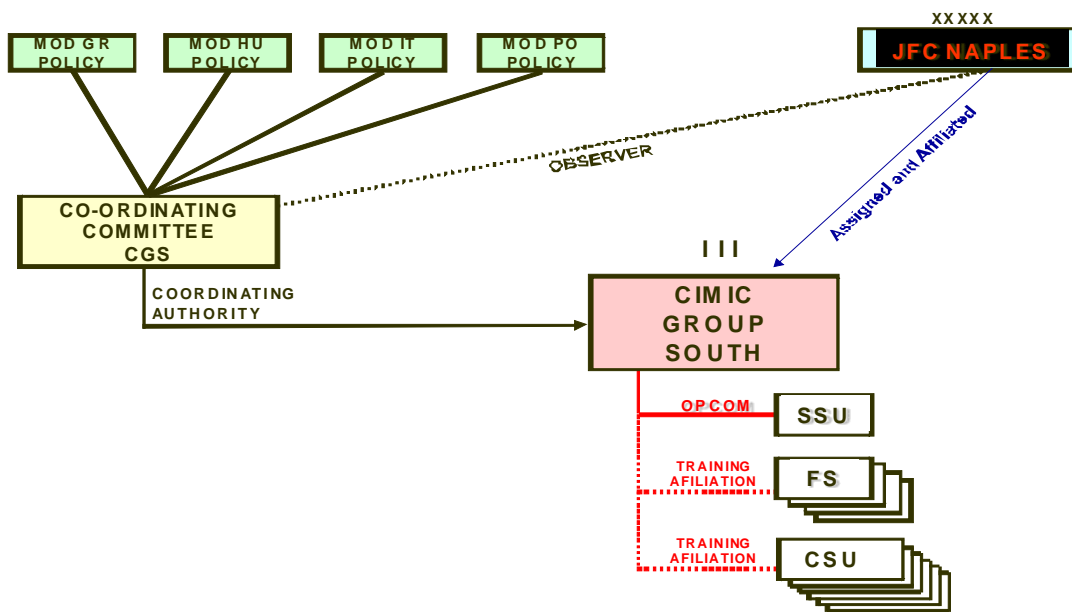 MOD GR
POLICY
MOD HU
POLICY
MOD IT
POLICY
MOD PO
POLICY
XXXXX
JFC NAPLES
OBSERVER
Assigned and Affiliated
CO-ORDINATING
COMMITTEE
CGS
COORDINATING
AUTHORITY
III
CIMIC
GROUP
SOUTH
OPCOM
SSU
TRAINING
AFILIATION
FS
TRAINING
AFILIATION
CSU